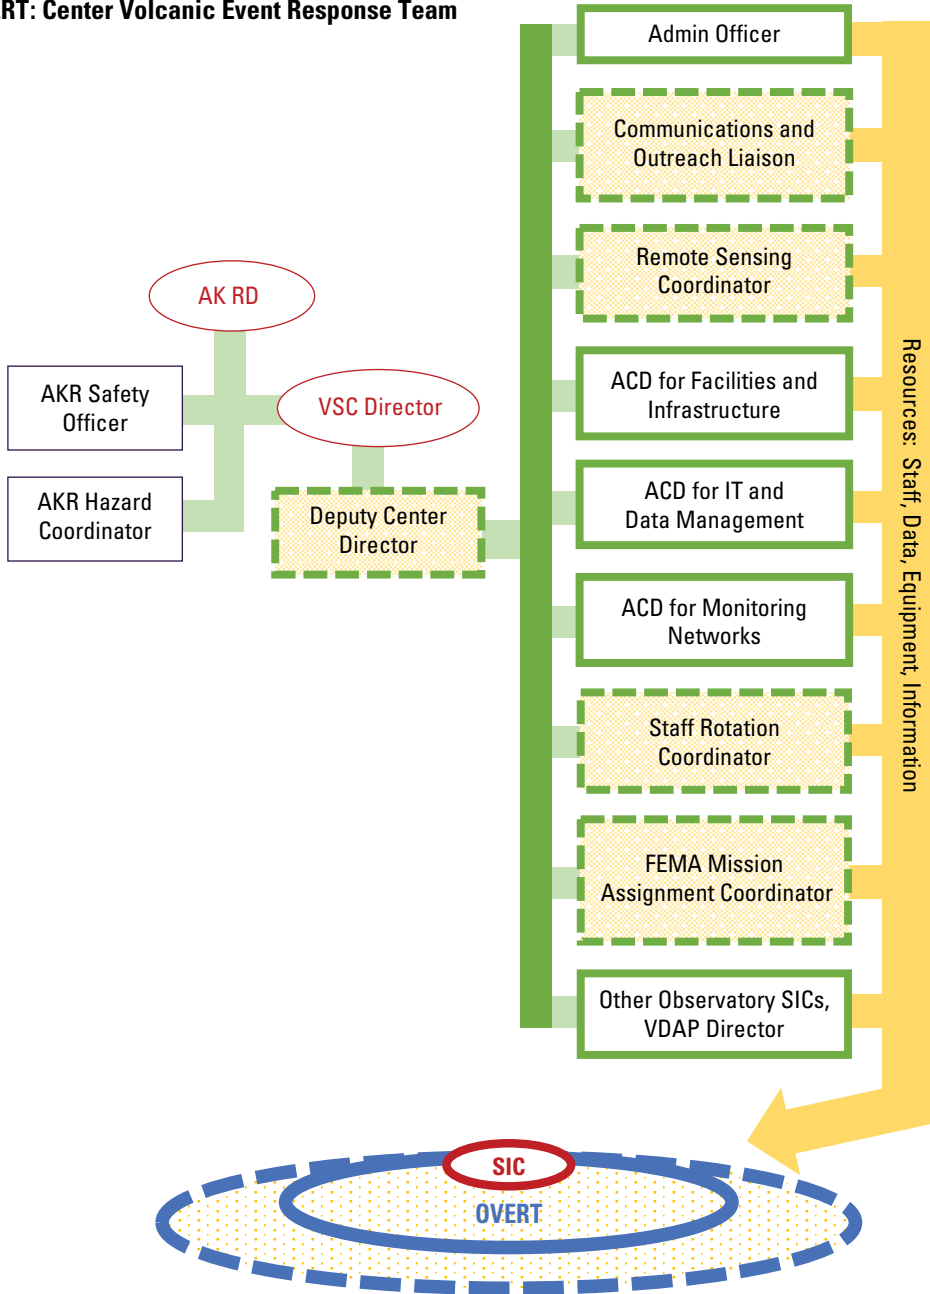 ERT: Center Volcanic Event Response Team
Admin Officer
Communications and
Outreach Liaison
Remote Sensing
Coordinator
AK RD
AKR Safety
Officer
VSC Director
ACD for Facilities and
Infrastructure
AKR Hazard
Coordinator
Deputy Center
Director
ACD for IT and
Data Management
ACD for Monitoring
Networks
Staff Rotation
Coordinator
FEMA Mission
Assignment Coordinator
Other Observatory SICs,
VDAP Director
Resources: Staff, Data, Equipment, Information
SIC
OVERT